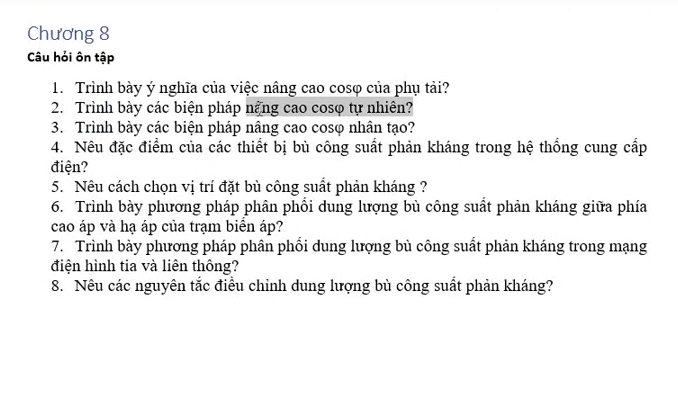 Chương 8
Câu hỏi ôn tập
1. Trình bày ý nghĩa của việc nâng cao cosφ của phụ tải?
2. Trình bày các biện pháp nâng cao cosφ tự nhiên?
3. Trình bày các biện pháp nâng cao cosφ nhân tạo?
4. Nêu đặc điểm của các thiết bị bù công suất phản kháng trong hệ thống cung cấp
điện?
5. Nêu cách chọn vị trí đặt bù công suất phản kháng ?
6. Trình bày phương pháp phân phối dung lượng bù công suất phản kháng giữa phía
cao áp và hạ áp của trạm biến áp?
7. Trình bày phương pháp phân phối dung lượng bù công suất phản kháng trong mạng
điện hình tia và liên thông?
8. Nêu các nguyên tắc điều chỉnh dung lượng bù công suất phản kháng?